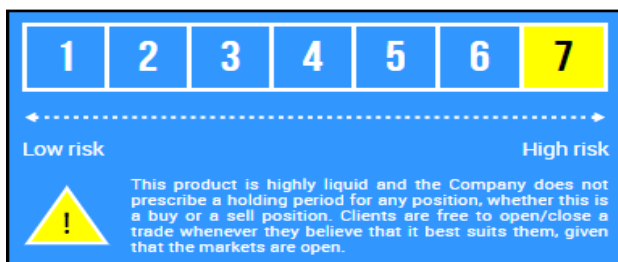 1 2 3 4 5 6 7
Low risk High risk
This product is highly liquid and the Company does not
prescribe a holding period for any position, whether this is
a buy or a sell position. Clients are free to open/close a
trade whenever they believe that it best suits them, given
that the markets are open.
!